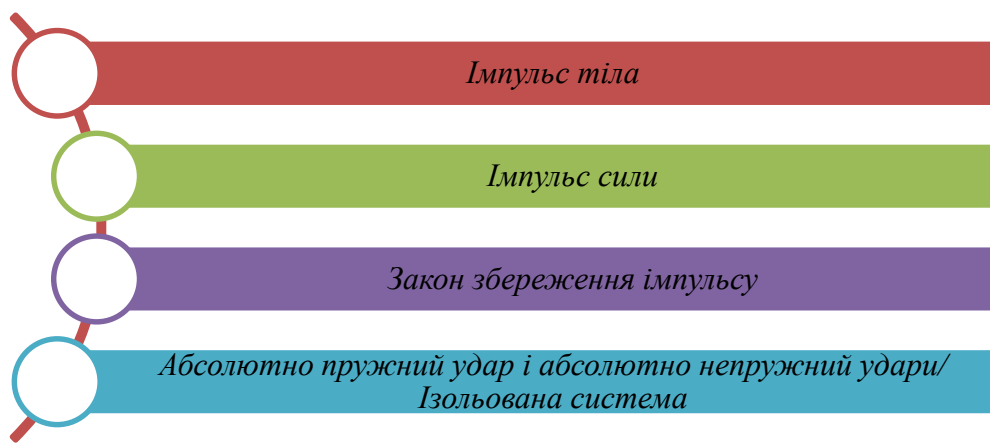 Імпульс тіла
Імпульс сили
Закон збереження імпульсу
Абсолютно пружний удар і абсолютно непружний удари/
Ізольована система